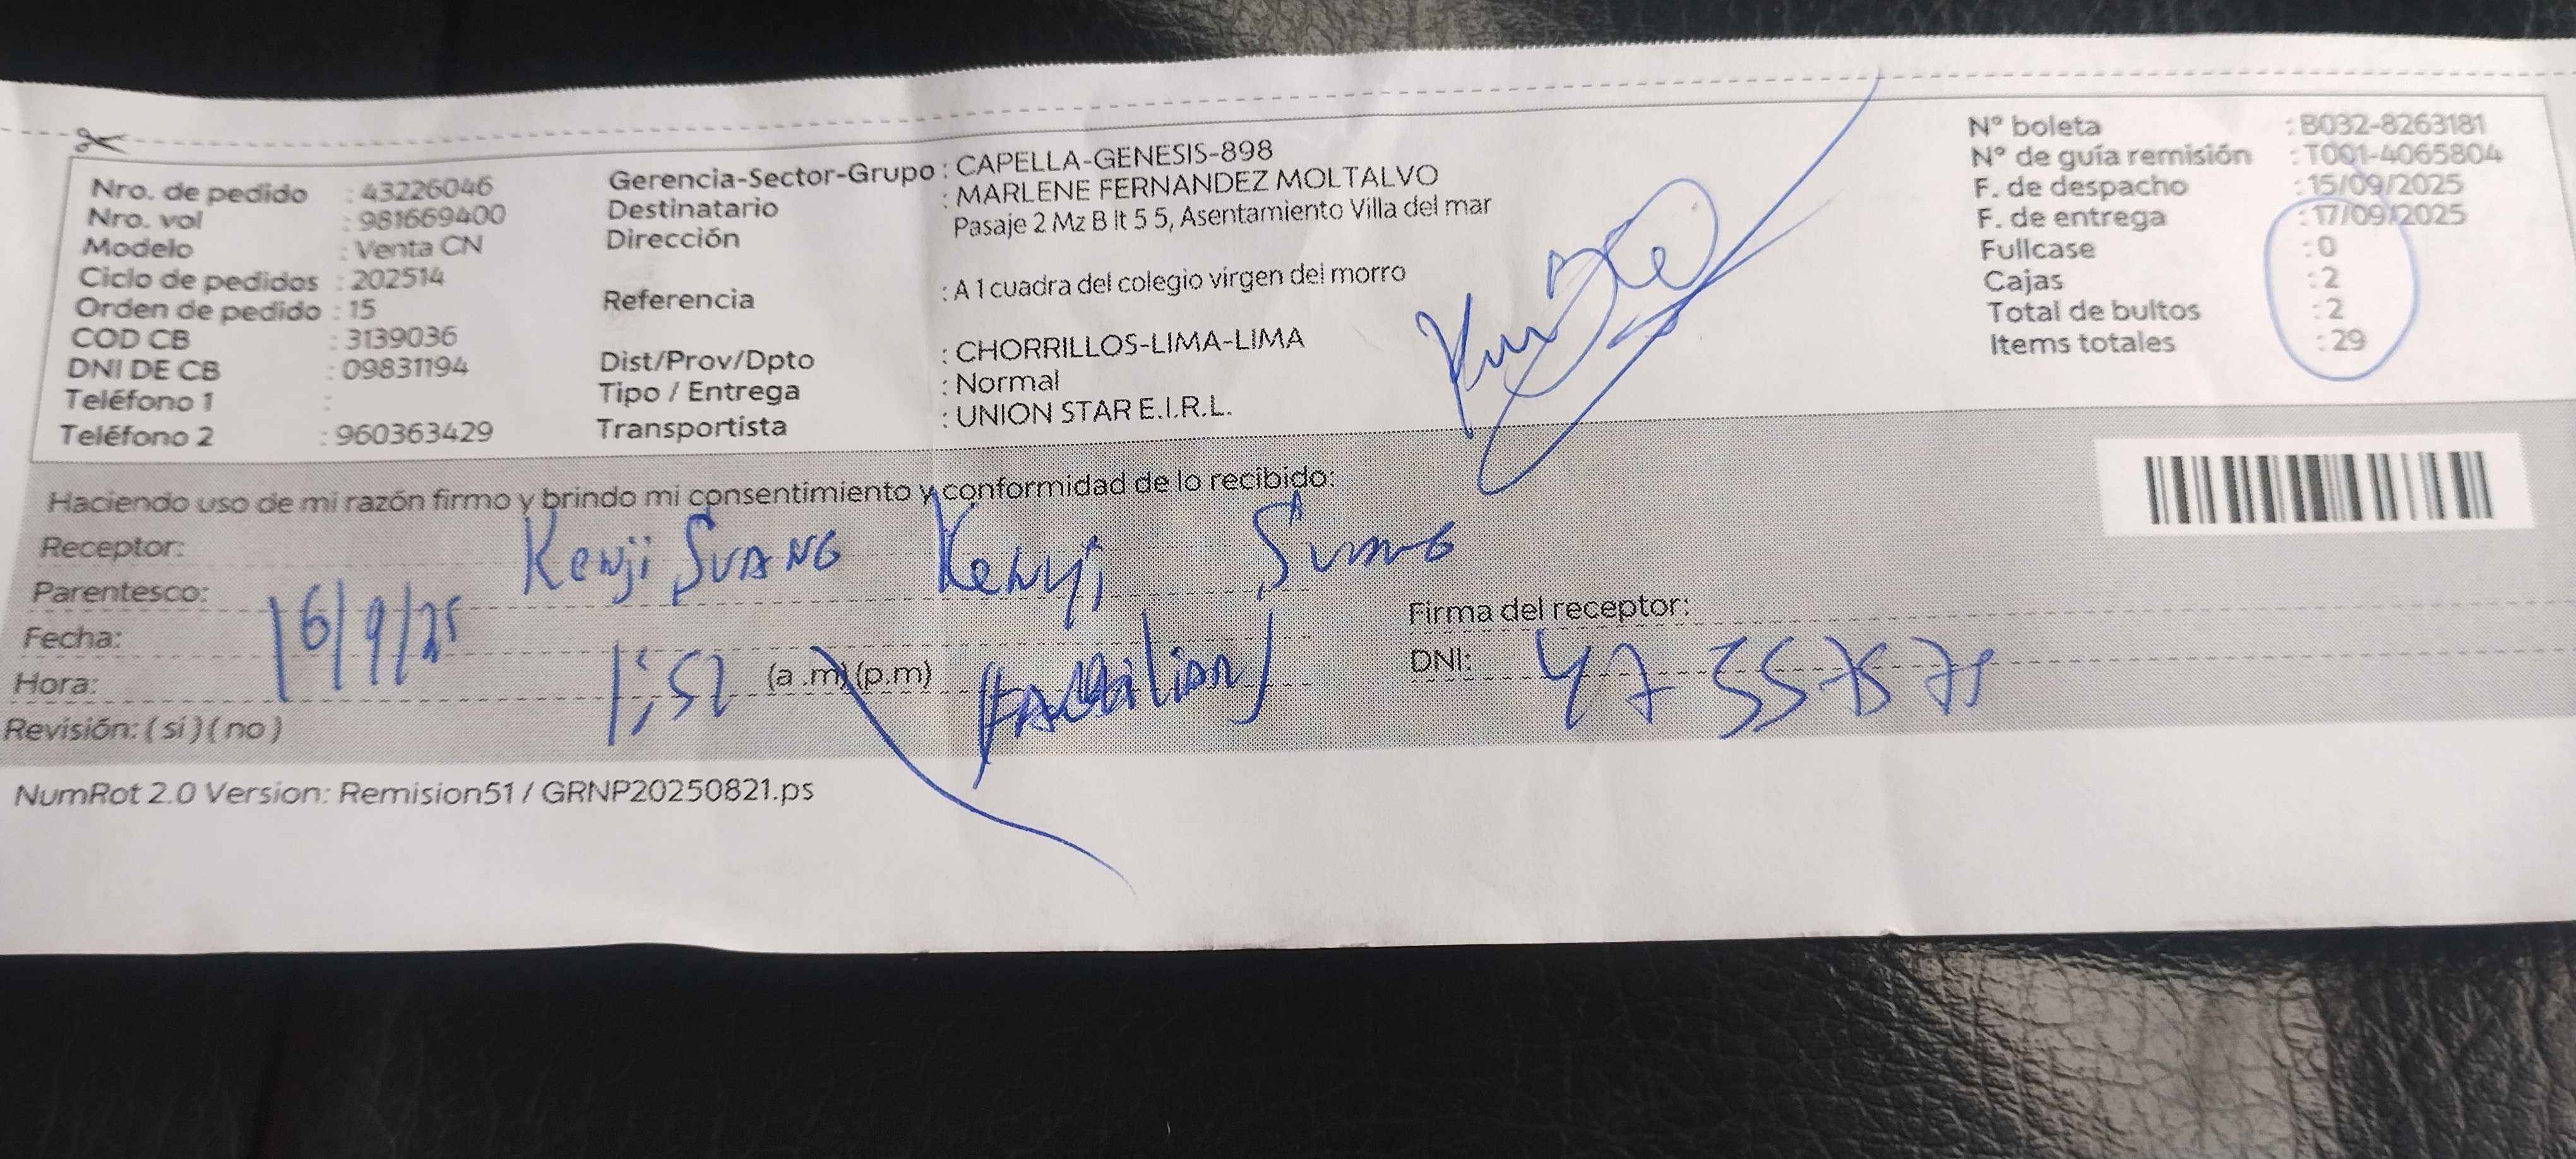 Nro. de pedido : 43226046
Nro. vol : 981669400
Modelo : Venta CN
Ciclo de pedidos : 202514
Orden de pedido : 15
COD CB : 3139036
DNI DE CB : 09831194
Teléfono 1 :
Teléfono 2 : 960363429
Gerencia-Sector-Grupo : CAPELLA-GENESIS-898
Destinatario : MARLENE FERNANDEZ MOLTALVO
Dirección Pasaje 2 Mz B lt 5 5, Asentamiento Villa del mar
Referencia : A 1 cuadra del colegio virgen del morro
Dist/Prov/Dpto : CHORRILLOS-LIMA-LIMA
Tipo / Entrega : Normal
Transportista : UNION STAR E.I.R.L.
N° boleta : B032-8263181
N° de guía remisión : T001-4065804
F. de despacho : 15/09/2025
F. de entrega : 17/09/2025
Fullcase : 0
Cajas : 2
Total de bultos : 2
Items totales : 29
Haciendo uso de mi razón firmo y brindo mi consentimiento y conformidad de lo recibido:
Receptor: Kenji SUANG Kenji SUANG
Parentesco:
Fecha: 16/9/25
Hora: 1:52 (a .m) (p.m)
Revisión: ( si ) ( no )
Firma del receptor:
DNI:
NumRot 2.0 Version: Remision51 / GRNP20250821.ps